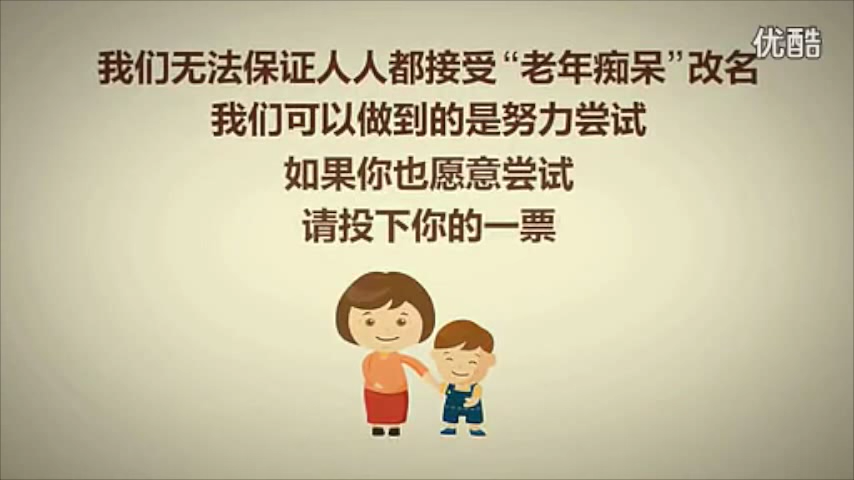 优酷
我们无法保证人人都接受“老年痴呆”改名
我们可以做到的是努力尝试
如果你也愿意尝试
请投下你的一票